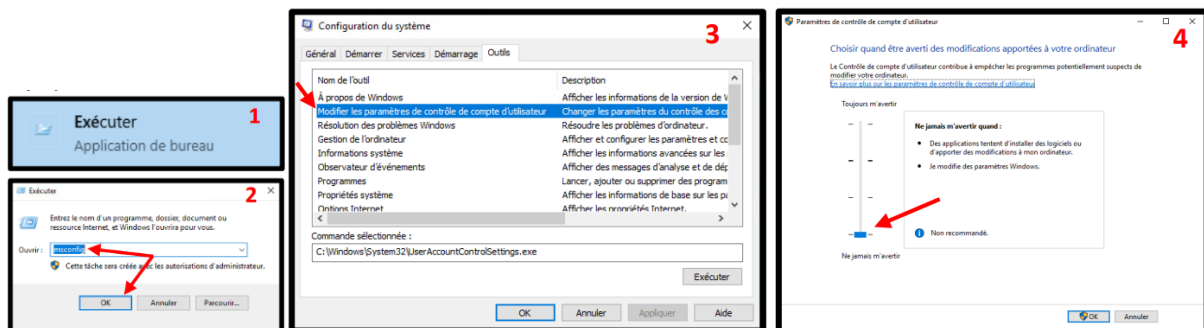 1
Exécuter
Application de bureau
2
Exécuter
Entrez le nom d'un programme, dossier, document ou
ressource Internet, et Windows l'ouvrira pour vous.
Ouvrir :
msconfig
Cette tâche sera créée avec les autorisations d'administrateur.
OK
Annuler
Parcourir...
3
Configuration du système
Général Démarrer Services Démarrage Outils
Nom de l'outil Description
À propos de Windows Afficher les informations de la version de
Modifier les paramètres de contrôle de compte d'utilisateur Changer les paramètres du contrôle des
Résolution des problèmes Windows Résoudre les problèmes d'ordinateur.
Gestion de l'ordinateur Afficher et configurer les paramètres et
Informations système Afficher les informations avancées sur les
Observateur d'événements Afficher des messages d'analyse et de
Programmes Lancer, ajouter ou supprimer des
Propriétés système Afficher les informations de base sur les
Options Internet Afficher les propriétés Internet.
Commande sélectionnée :
C:\Windows\System32\UserAccountControlSettings.exe
Exécuter
OK Annuler Appliquer Aide
4
Paramètres de contrôle de compte d'utilisateur
Choisir quand être averti des modifications apportées à votre ordinateur
Le Contrôle de compte d'utilisateur contribue à empêcher les programmes potentiellement suspects de
modifier votre ordinateur.
En savoir plus sur les paramètres de contrôle de compte d'utilisateur
Toujours m'avertir
Ne jamais m'avertir quand :
Des applications tentent d'installer des logiciels ou
d'apporter des modifications à mon ordinateur.
Je modifie des paramètres Windows.
Non recommandé.
Ne jamais m'avertir
OK
Annuler